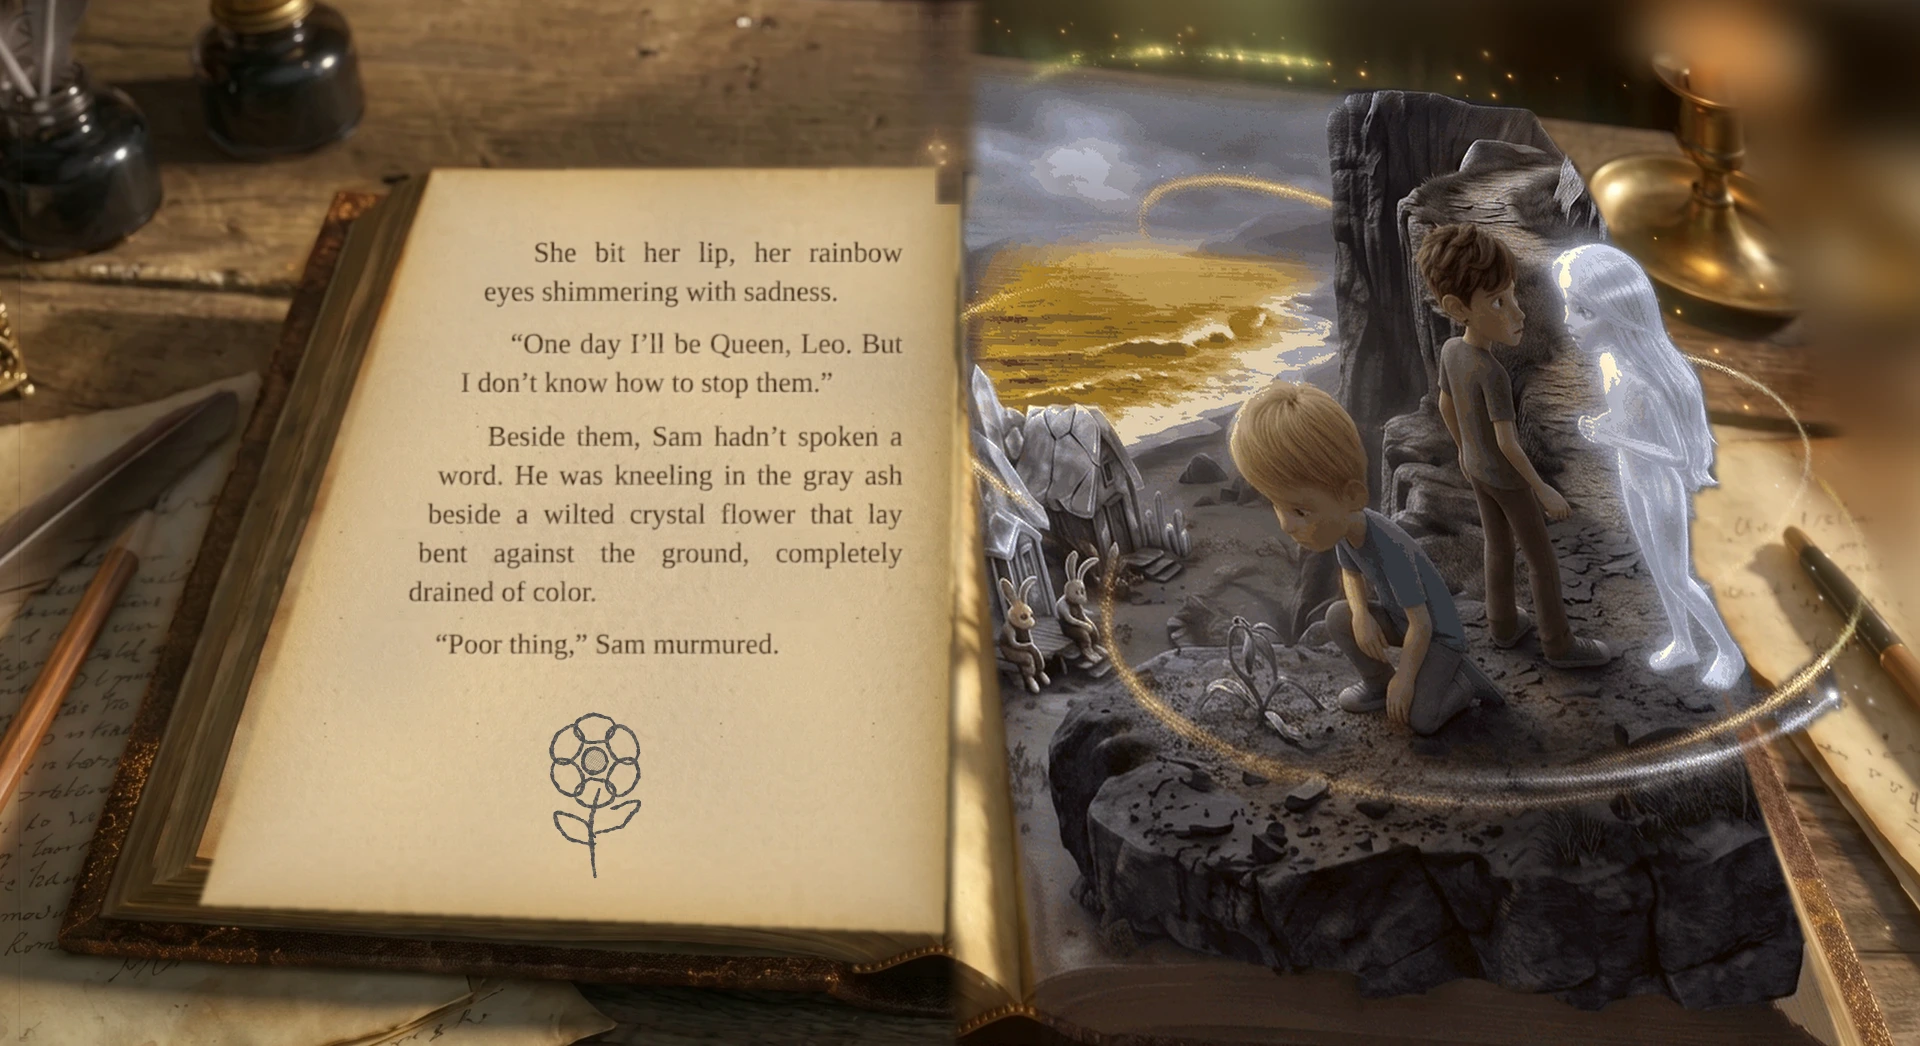 She bit her lip, her rainbow
eyes shimmering with sadness.
“One day I’ll be Queen, Leo. But
I don’t know how to stop them.”
Beside them, Sam hadn’t spoken a
word. He was kneeling in the gray ash
beside a wilted crystal flower that lay
bent against the ground, completely
drained of color.
“Poor thing,” Sam murmured.